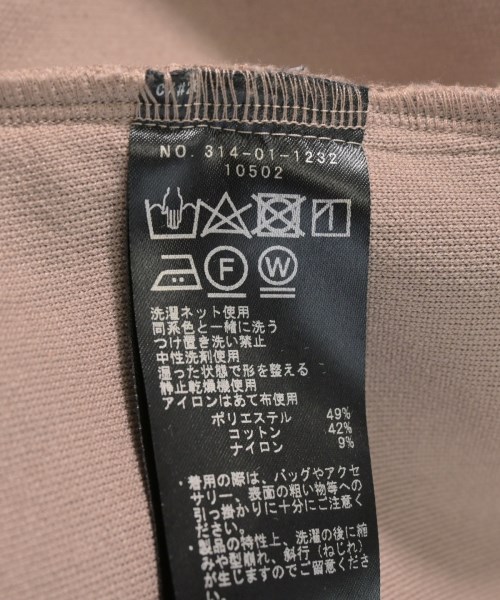 NO. 314-01-1232
10502
F W
洗濯ネット使用
同系色と一緒に洗う
つけ置き洗い禁止
中性洗剤使用
湿った状態で形を整える
静止乾燥機使用
アイロンはあて布使用
ポリエステル 49%
コットン 42%
ナイロン 9%
・着用の際は、バッグやアクセ
サリー、表面の粗い物等への
引っ掛かりに十分にご注意く
ださい。
・製品の特性上、洗濯の後に縮
みや型崩れ、斜行(ねじれ)
が生じますのでご留意くださ
い。